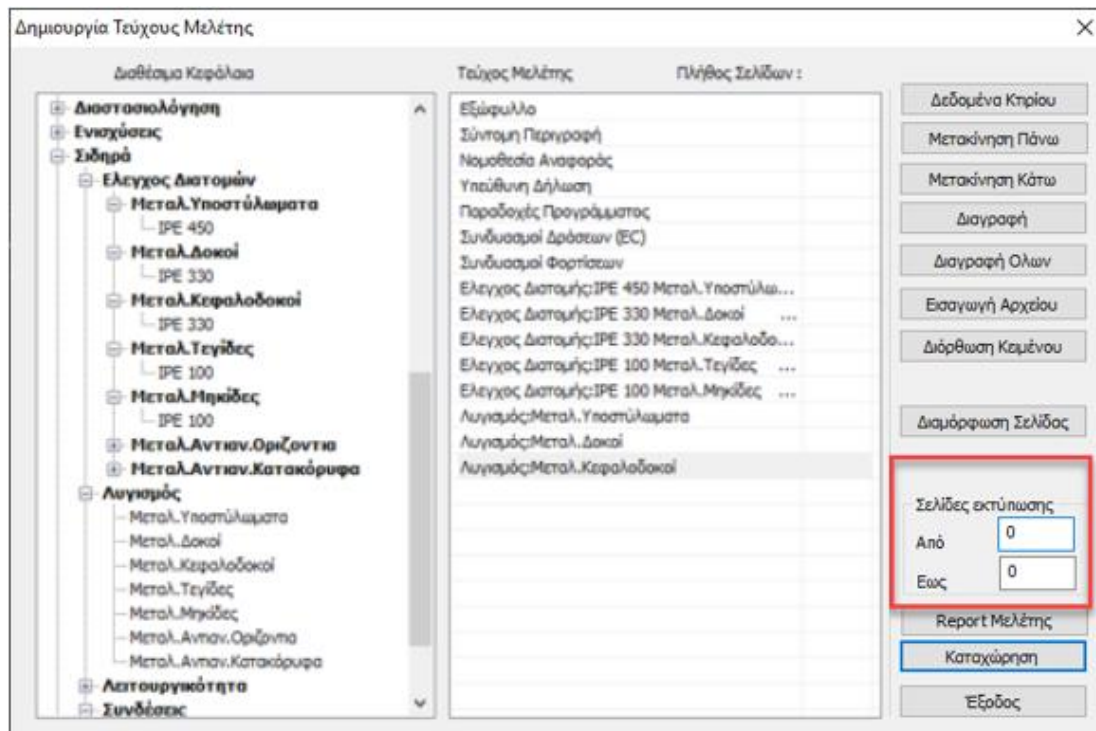 Δημιουργία Τεύχους Μελέτης
Διαθέσιμα Κεφάλαια
Διαστασιολόγηση
Ενισχύσεις
Σιδηρά
Ελεγχος Διατομών
Μεταλ.Υποστύλωματα
IPE 450
Μεταλ.Δοκοί
IPE 330
Μεταλ.Κεφαλοδοκοί
IPE 330
Μεταλ.Τεγίδες
IPE 100
Μεταλ.Μηκίδες
IPE 100
Μεταλ.Αντιαν.Οριζοντια
Μεταλ.Αντιαν.Κατακόρυφα
Λυγισμός
Μεταλ.Υποστύλωματα
Μεταλ.Δοκοί
Μεταλ.Κεφαλοδοκοί
Μεταλ.Τεγίδες
Μεταλ.Μηκίδες
Μεταλ.Αντιαν.Οριζοντια
Μεταλ.Αντιαν.Κατακόρυφα
Λειτουργικότητα
Συνδέσεις
Τεύχος Μελέτης Πλήθος Σελίδων :
Εξώφυλλο
Σύντομη Περιγραφή
Νομοθεσία Αναφοράς
Υπεύθυνη Δήλωση
Παραδοχές Προγράμματος
Συνδυασμοί Δράσεων (EC)
Συνδυασμοί Φορτίσεων
Ελεγχος Διατομής:IPE 450 Μεταλ.Υποστύλω...
Ελεγχος Διατομής:IPE 330 Μεταλ.Δοκοί ...
Ελεγχος Διατομής:IPE 330 Μεταλ.Κεφαλοδο...
Ελεγχος Διατομής:IPE 100 Μεταλ.Τεγίδες ...
Ελεγχος Διατομής:IPE 100 Μεταλ.Μηκίδες ...
Λυγισμός:Μεταλ.Υποστύλωματα
Λυγισμός:Μεταλ.Δοκοί
Λυγισμός:Μεταλ.Κεφαλοδοκοί
Δεδομένα Κτηρίου
Μετακίνηση Πάνω
Μετακίνηση Κάτω
Διαγραφή
Διαγραφή Ολων
Εισαγωγή Αρχείου
Διόρθωση Κειμένου
Διαμόρφωση Σελίδας
Σελίδες εκτύπωσης
Από 0
Εως 0
Report Μελέτης
Καταχώρηση
Έξοδος